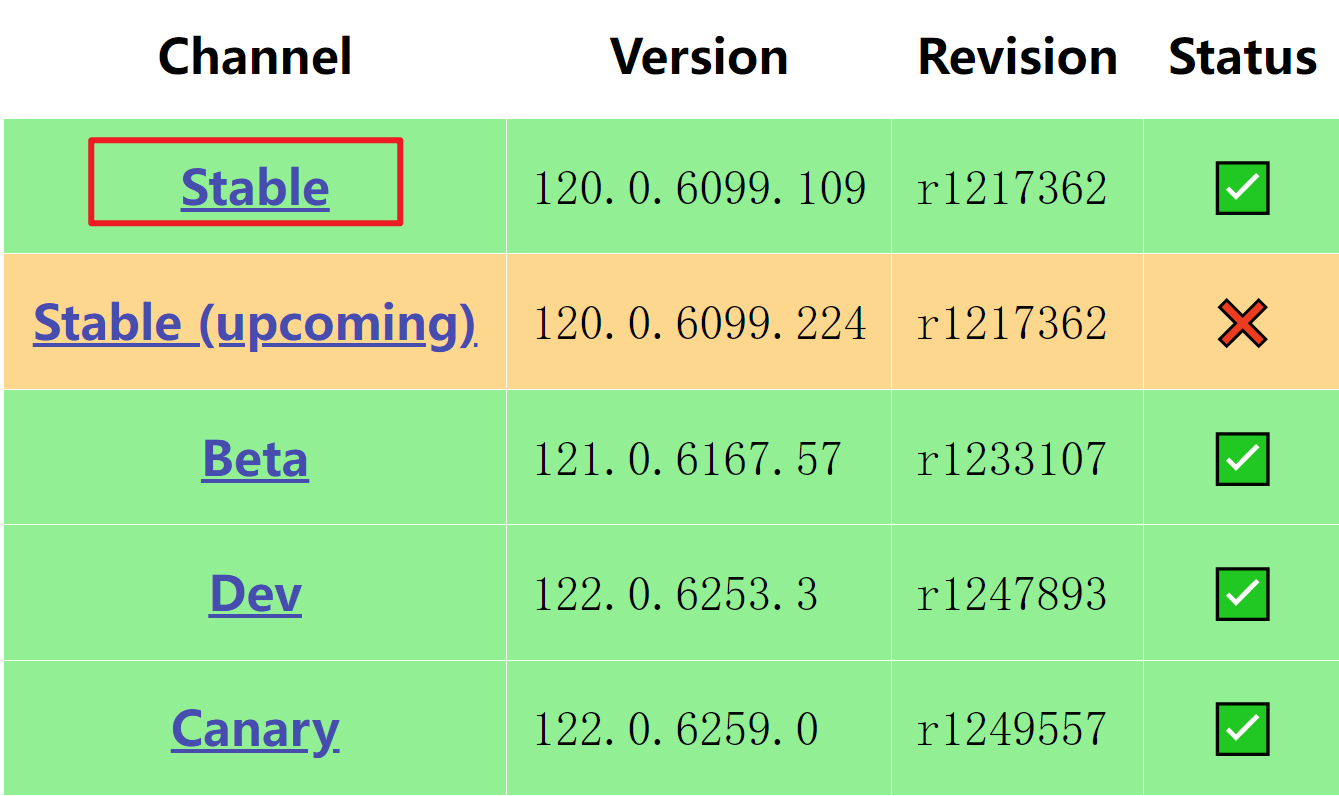 Channel Version Revision Status
Stable 120.0.6099.109 r1217362 ✅
Stable (upcoming) 120.0.6099.224 r1217362 ❌
Beta 121.0.6167.57 r1233107 ✅
Dev 122.0.6253.3 r1247893 ✅
Canary 122.0.6259.0 r1249557 ✅